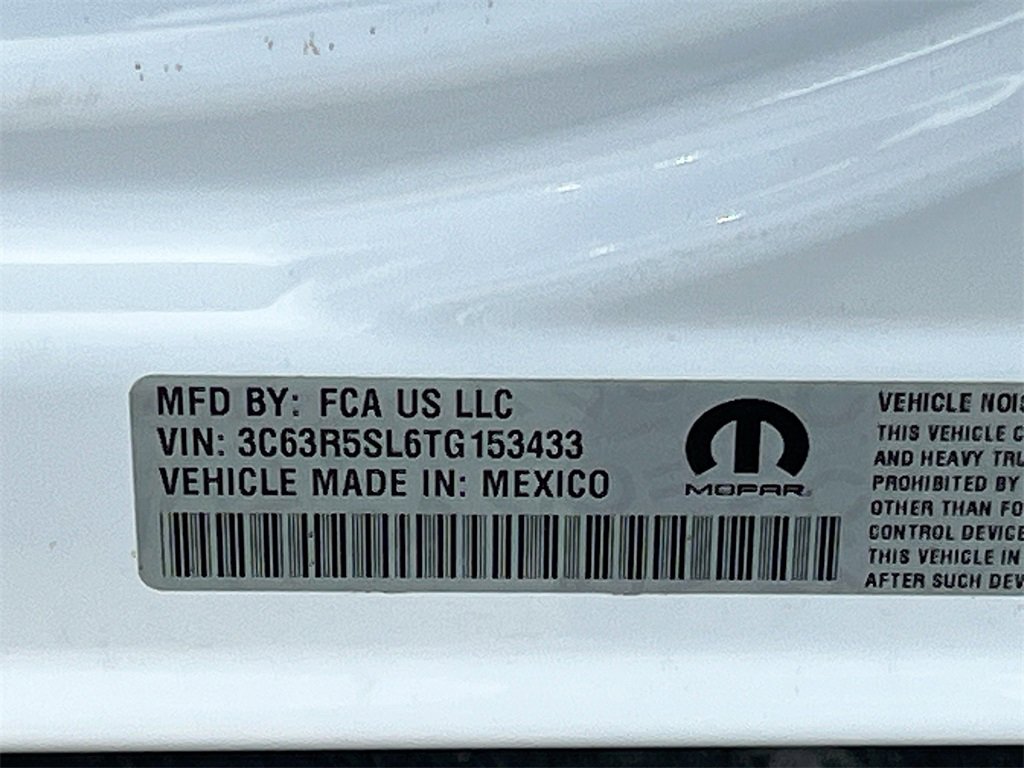 MFD BY: FCA US LLC
VIN: 3C63R5SL6TG153433
VEHICLE MADE IN: MEXICO
MOPAR
VEHICLE NOIS
THIS VEHICLE C
AND HEAVY TRU
PROHIBITED BY
OTHER THAN FO
CONTROL DEVICE
THIS VEHICLE IN
AFTER SUCH DEV